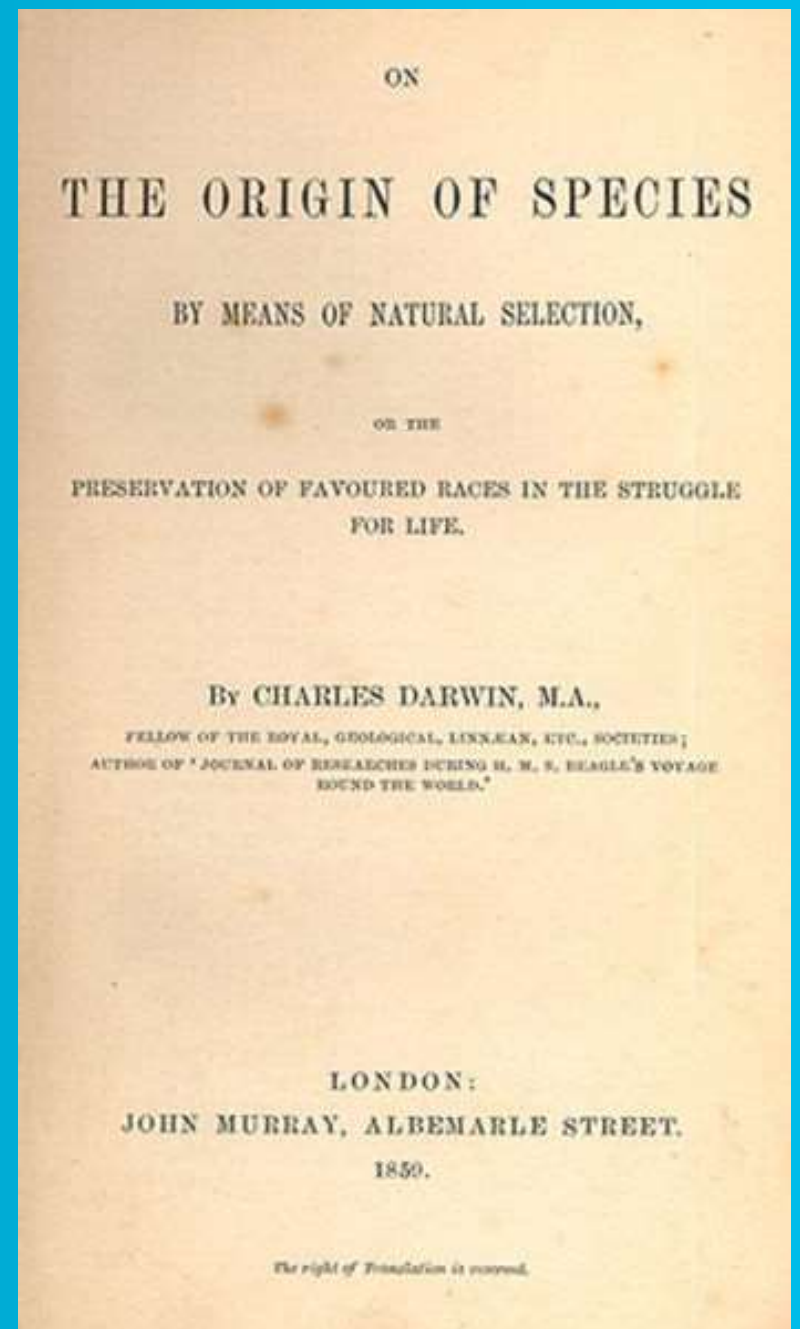 ON
THE ORIGIN OF SPECIES
BY MEANS OF NATURAL SELECTION,
OR THE
PRESERVATION OF FAVOURED RACES IN THE STRUGGLE
FOR LIFE.
BY CHARLES DARWIN, M.A.,
FELLOW OF THE ROYAL, GEOLOGICAL, LINNÆAN, ETC., SOCIETIES;
AUTHOR OF 'JOURNAL OF RESEARCHES DURING H. M. S. BEAGLE'S VOYAGE
ROUND THE WORLD.'
LONDON:
JOHN MURRAY, ALBEMARLE STREET.
1859.
The right of Translation is reserved.